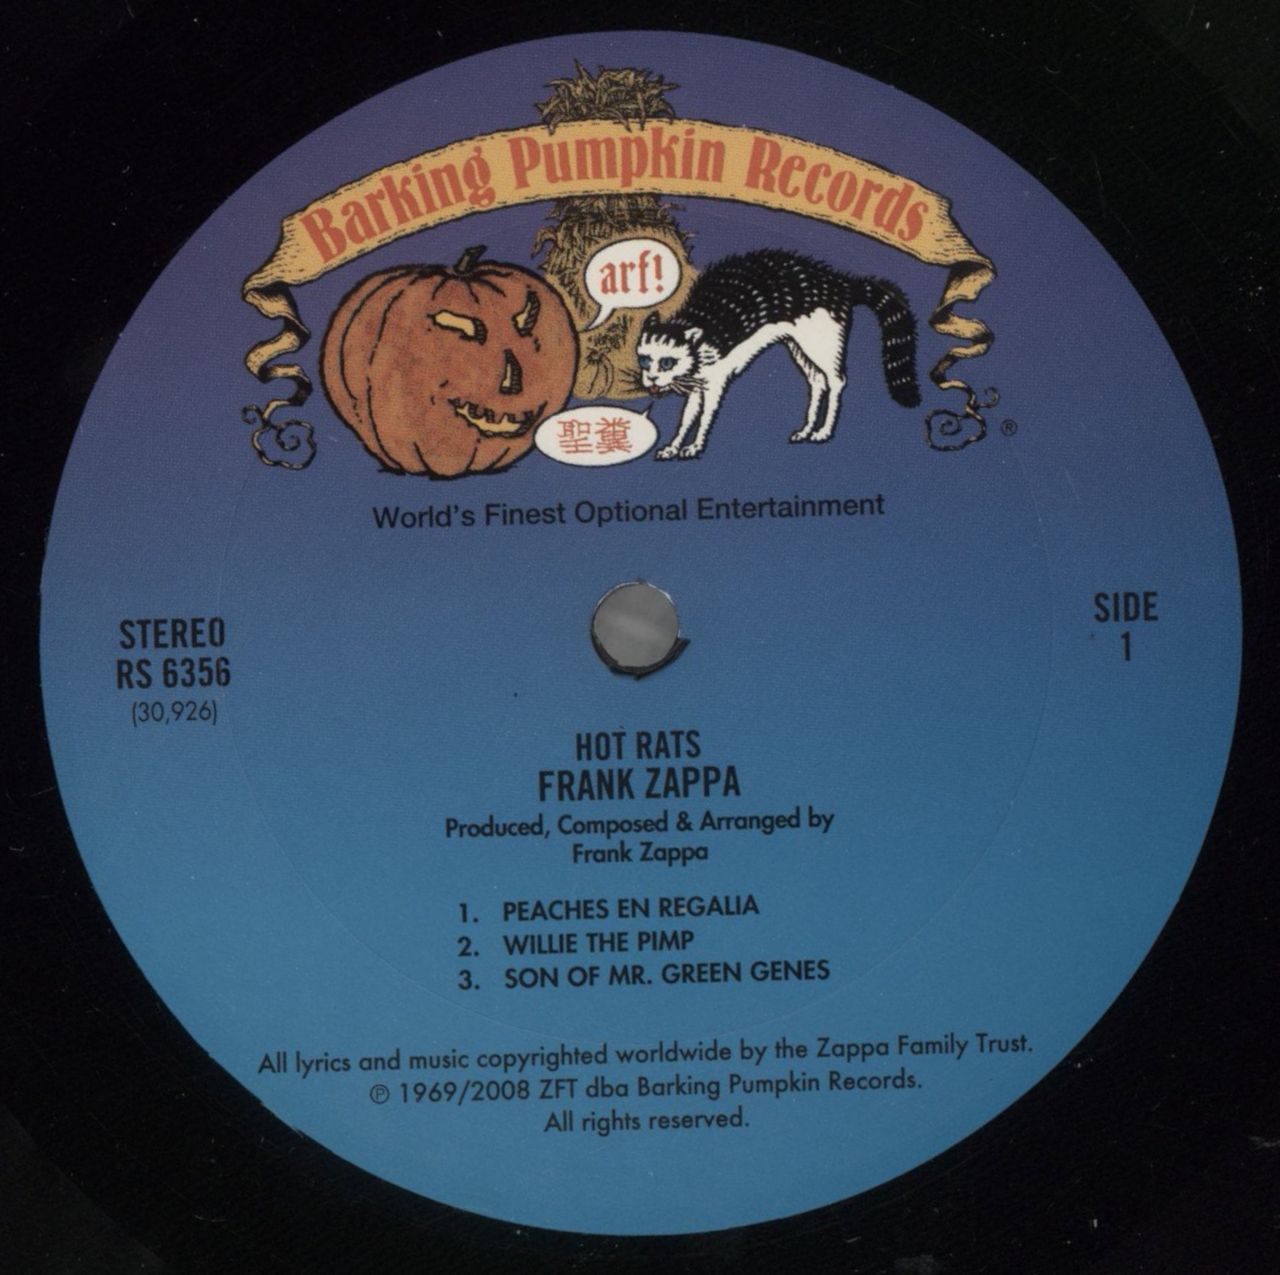 Barking Pumpkin Records
arf!
聖糞
®
World's Finest Optional Entertainment
STEREO
RS 6356
(30,926)
SIDE
1
HOT RATS
FRANK ZAPPA
Produced, Composed & Arranged by
Frank Zappa
1. PEACHES EN REGALIA
2. WILLIE THE PIMP
3. SON OF MR. GREEN GENES
All lyrics and music copyrighted worldwide by the Zappa Family Trust.
℗ 1969/2008 ZFT dba Barking Pumpkin Records.
All rights reserved.